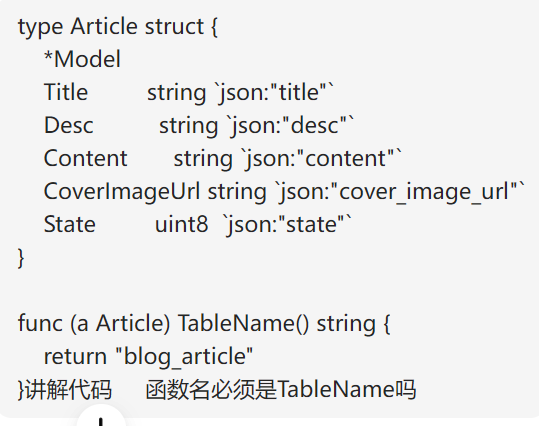 type Article struct {
*Model
Title string `json:"title"`
Desc string `json:"desc"`
Content string `json:"content"`
CoverImageUrl string `json:"cover_image_url"`
State uint8 `json:"state"`
}
func (a Article) TableName() string {
return "blog_article"
}讲解代码 函数名必须是TableName吗